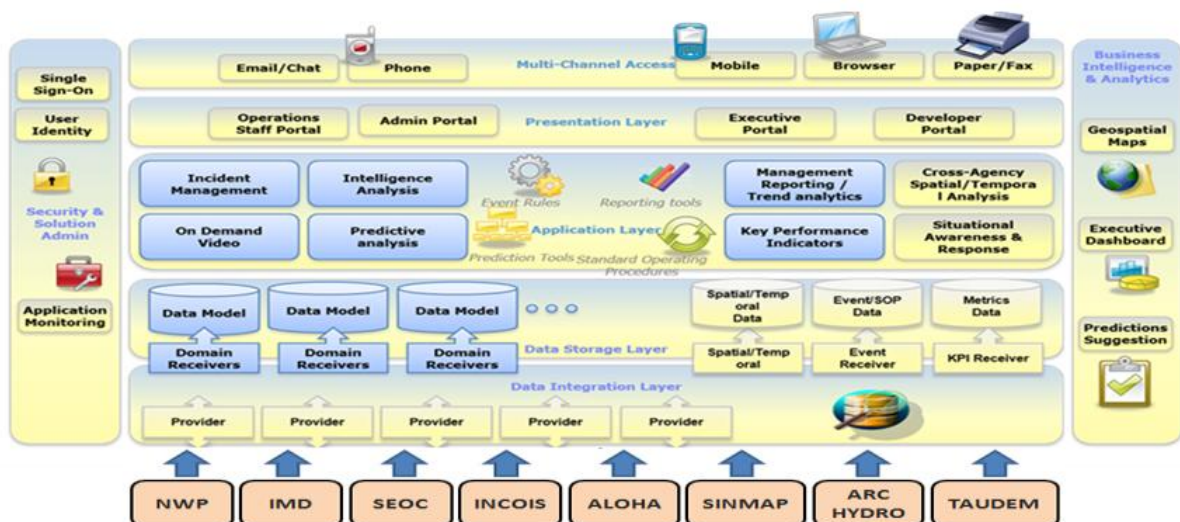 Single
Sign-On
User
Identity
Security &
Solution
Admin
Application
Monitoring
Email/Chat
Phone
Multi-Channel Access
Mobile
Browser
Paper/Fax
Operations
Staff Portal
Admin Portal
Presentation Layer
Executive
Portal
Developer
Portal
Incident
Management
Intelligence
Analysis
Event Rules
Reporting tools
Management
Reporting /
Trend analytics
Cross-Agency
Spatial/Tempora
l Analysis
On Demand
Video
Predictive
analysis
Prediction Tools
Application Layer
Standard Operating
Procedures
Key Performance
Indicators
Situational
Awareness &
Response
Data Model
Data Model
Data Model
Spatial/Temp
oral
Data
Event/SOP
Data
Metrics
Data
Domain
Receivers
Domain
Receivers
Domain
Receivers
Data Storage Layer
Spatial/Temp
oral
Event
Receiver
KPI Receiver
Data Integration Layer
Provider
Provider
Provider
Provider
Provider
Business
Intelligence
& Analytics
Geospatial
Maps
Executive
Dashboard
Predictions
Suggestion
NWP
IMD
SEOC
INCOIS
ALOHA
SINMAP
ARC
HYDRO
TAUDEM